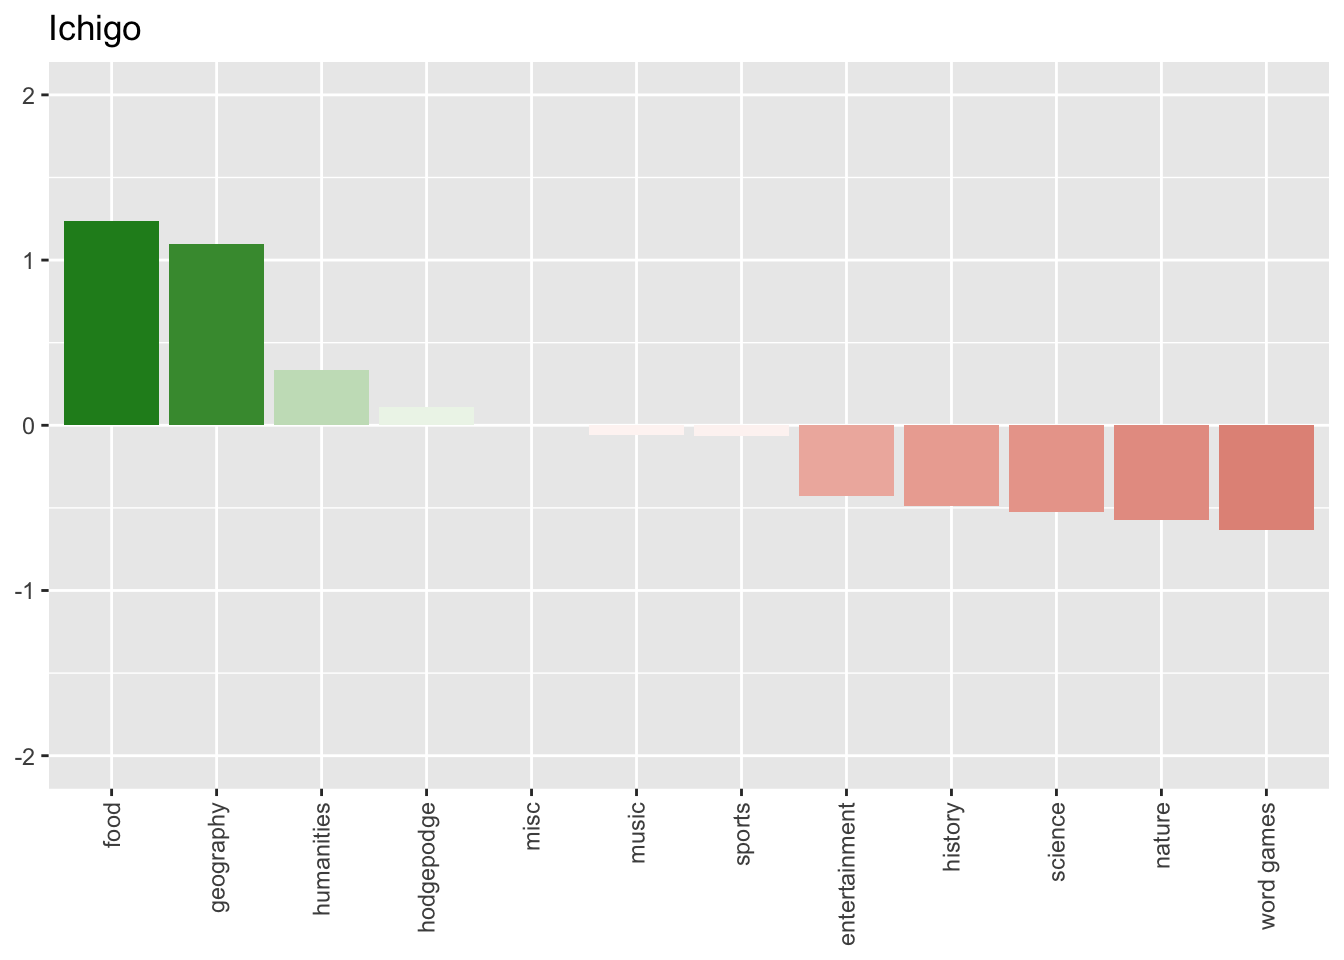 Ichigo
2
1
0
-1
-2
food
geography
humanities
hodgepodge
misc
music
sports
entertainment
history
science
nature
word games